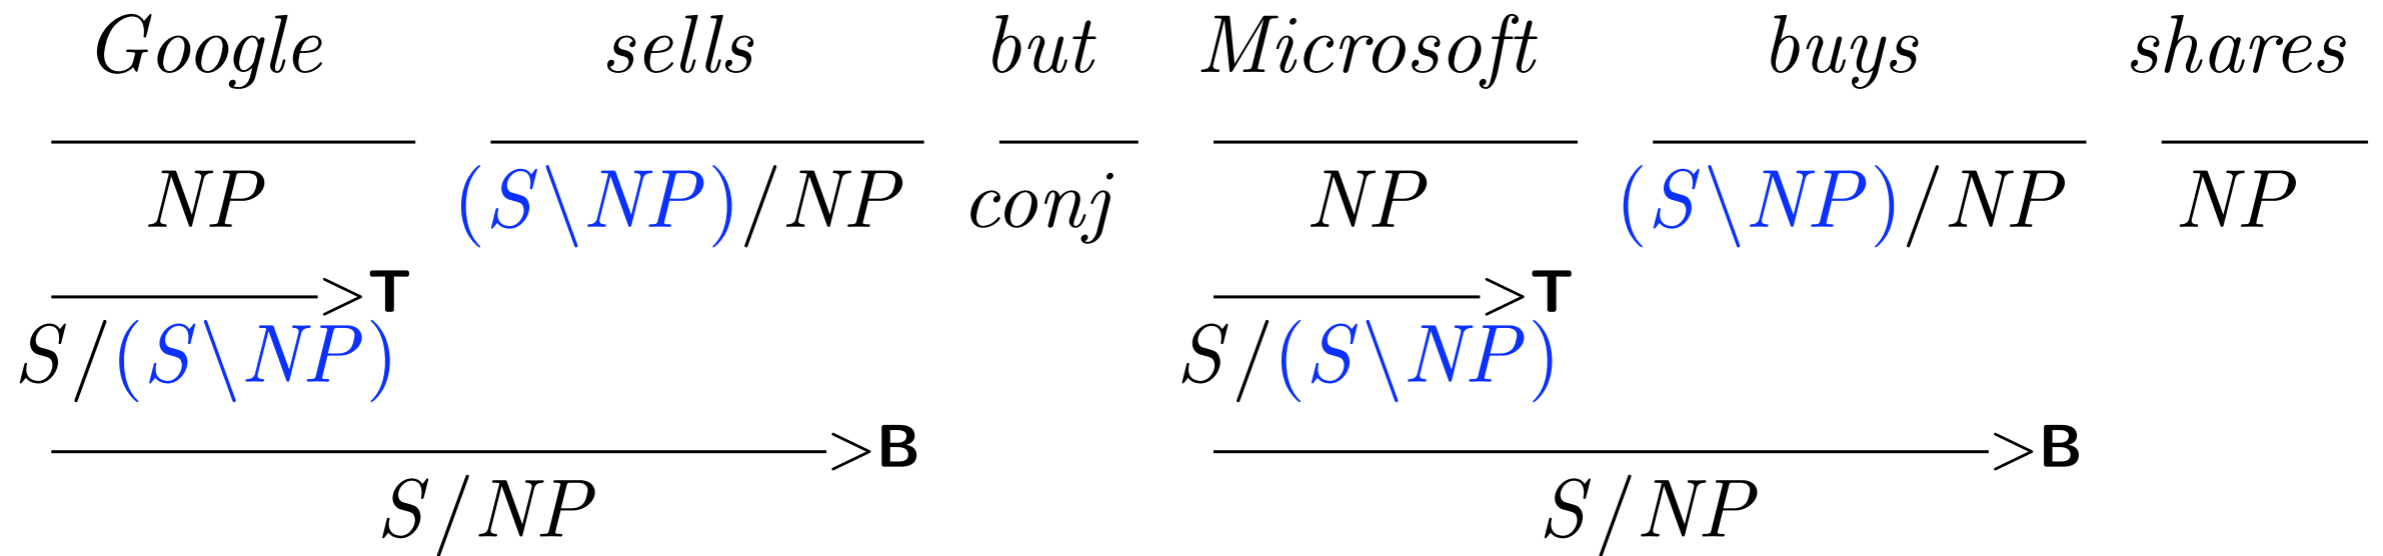 Google sells but Microsoft buys shares
NP (S\NP)/NP conj NP (S\NP)/NP NP
>T >T
S/(S\NP) S/(S\NP)
>B >B
S/NP S/NP